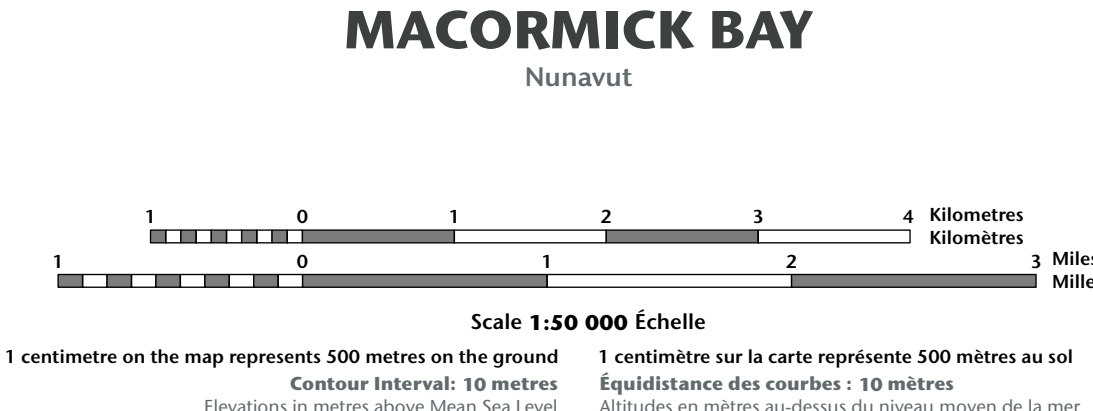 MACORMICK BAY
Nunavut
1 0 1 2 3 4 Kilometres
Kilomètres
1 0 1 2 3 Miles
Mille
Scale 1:50 000 Échelle
1 centimetre on the map represents 500 metres on the ground
1 centimètre sur la carte représente 500 mètres au sol
Contour Interval: 10 metres
Équidistance des courbes : 10 mètres
Elevations in metres above Mean Sea Level
Altitudes en mètres au-dessus du niveau moyen de la mer